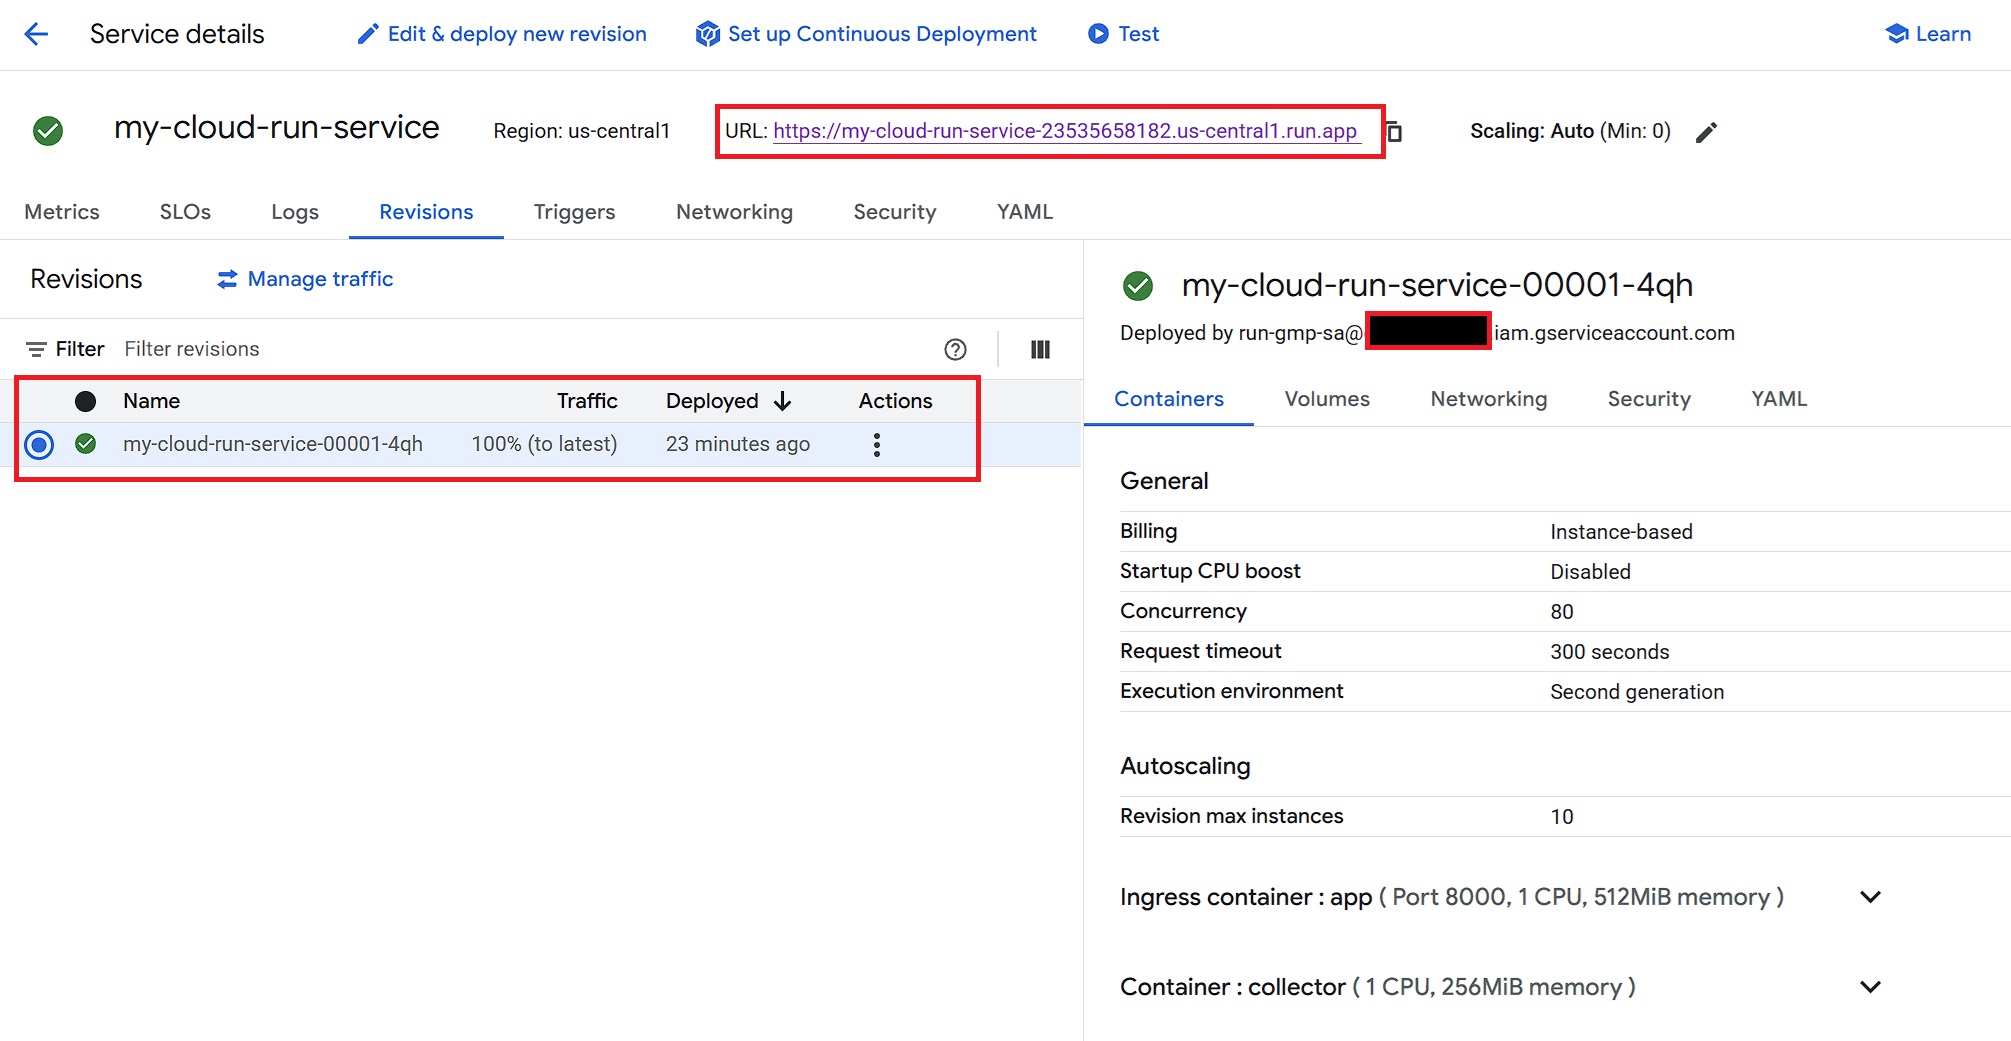 Service details
Edit & deploy new revision
Set up Continuous Deployment
Test
Learn
my-cloud-run-service
Region: us-central1
URL: https://my-cloud-run-service-23535658182.us-central1.run.app
Scaling: Auto (Min: 0)
Metrics
SLOs
Logs
Revisions
Triggers
Networking
Security
YAML
Revisions
Manage traffic
Filter
Filter revisions
Name
Traffic
Deployed
Actions
my-cloud-run-service-00001-4qh
100% (to latest)
23 minutes ago
my-cloud-run-service-00001-4qh
Deployed by run-gmp-sa@ iam.gserviceaccount.com
Containers
Volumes
Networking
Security
YAML
General
Billing
Instance-based
Startup CPU boost
Disabled
Concurrency
80
Request timeout
300 seconds
Execution environment
Second generation
Autoscaling
Revision max instances
10
Ingress container : app ( Port 8000, 1 CPU, 512MiB memory )
Container : collector ( 1 CPU, 256MiB memory )